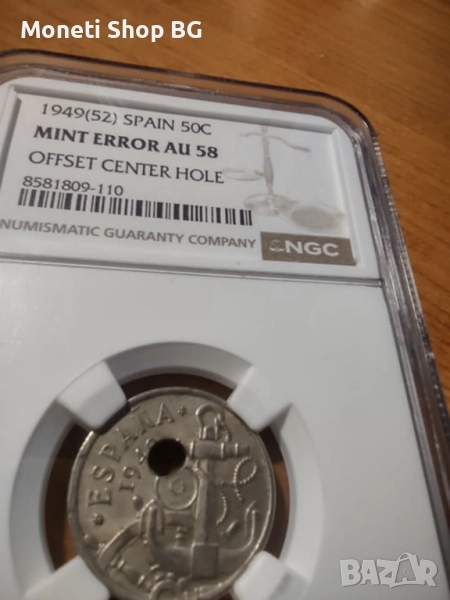 Moneti Shop BG
1949(52) SPAIN 50C
MINT ERROR AU 58
OFFSET CENTER HOLE
8581809-110
NUMISMATIC GUARANTY COMPANY
NGC
ESPAÑA
BAZAR